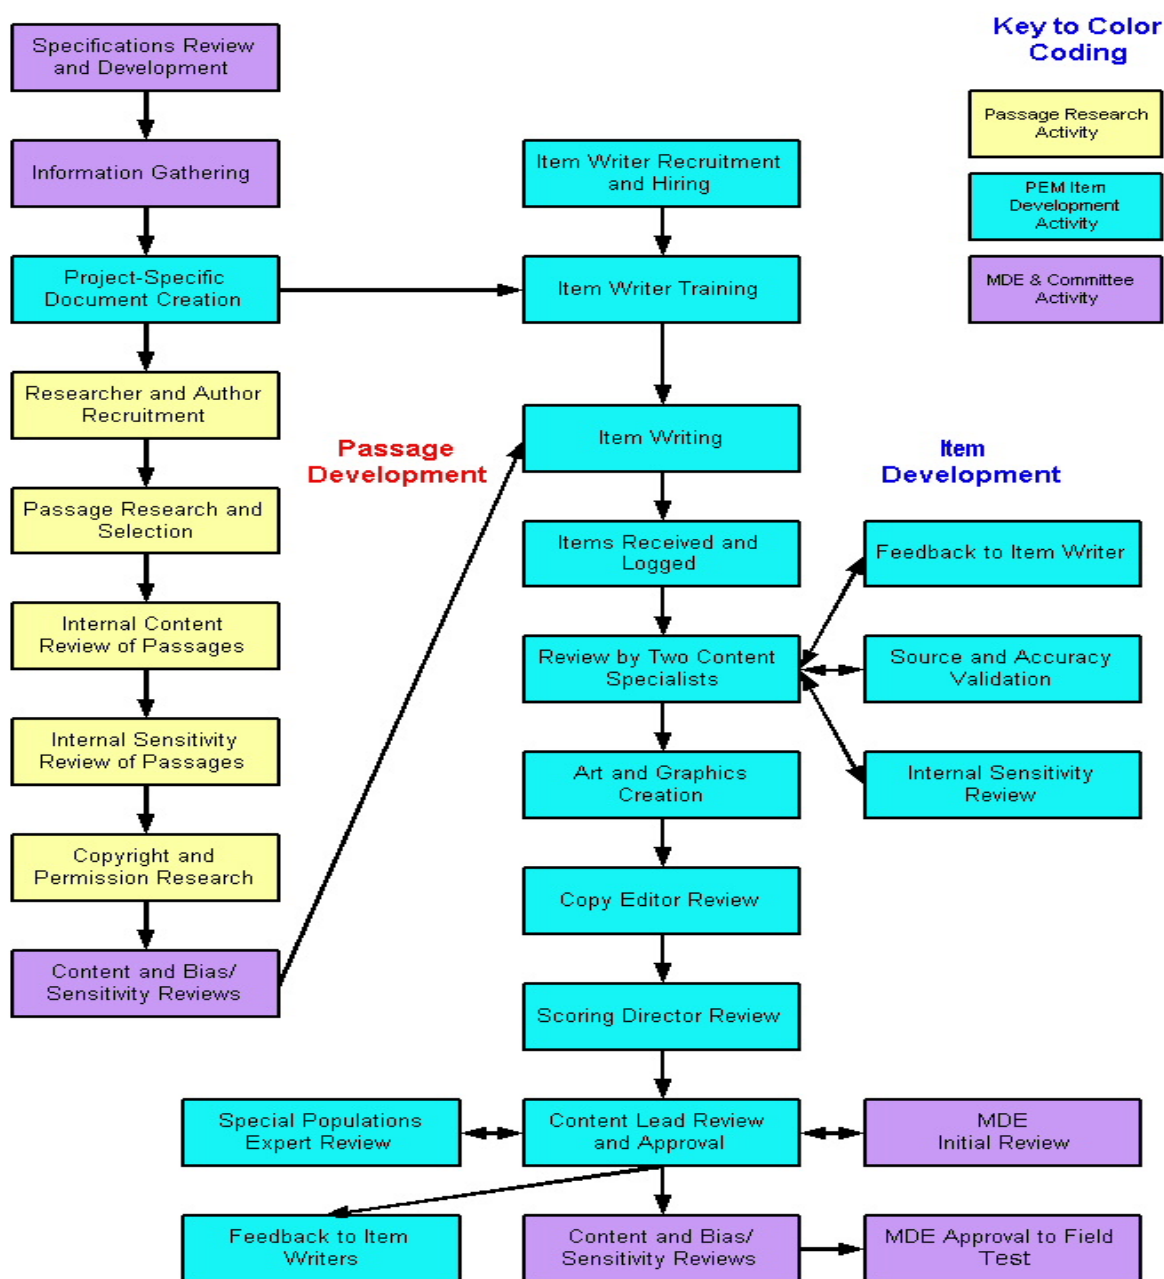 Specifications Review
and Development
Information Gathering
Project-Specific
Document Creation
Researcher and Author
Recruitment
Passage Research and
Selection
Internal Content
Review of Passages
Internal Sensitivity
Review of Passages
Copyright and
Permission Research
Content and Bias/
Sensitivity Reviews
Passage
Development
Item Writer Recruitment
and Hiring
Item Writer Training
Item Writing
Items Received and
Logged
Review by Two Content
Specialists
Art and Graphics
Creation
Copy Editor Review
Scoring Director Review
Content Lead Review
and Approval
Content and Bias/
Sensitivity Reviews
Special Populations
Expert Review
Feedback to Item
Writers
Key to Color
Coding
Passage Research
Activity
PEM Item
Development
Activity
MDE & Committee
Activity
Item
Development
Feedback to Item Writer
Source and Accuracy
Validation
Internal Sensitivity
Review
MDE
Initial Review
MDE Approval to Field
Test